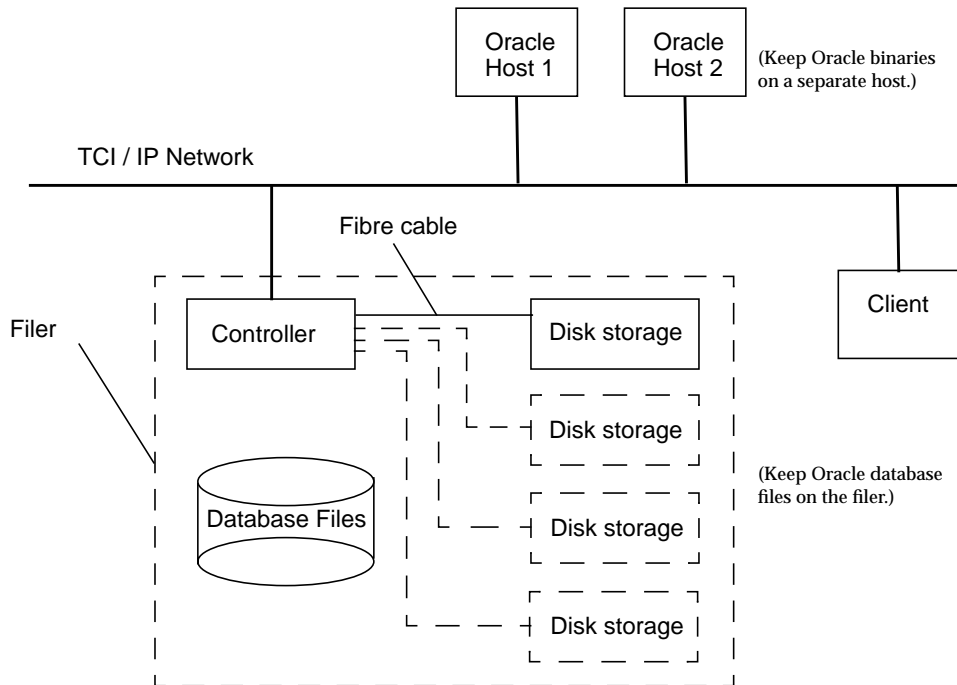 Oracle
Host 1
Oracle
Host 2
(Keep Oracle binaries
on a separate host.)
TCI / IP Network
Fibre cable
Client
Filer
Controller
Disk storage
Disk storage
(Keep Oracle database
files on the filer.)
Database Files
Disk storage
Disk storage